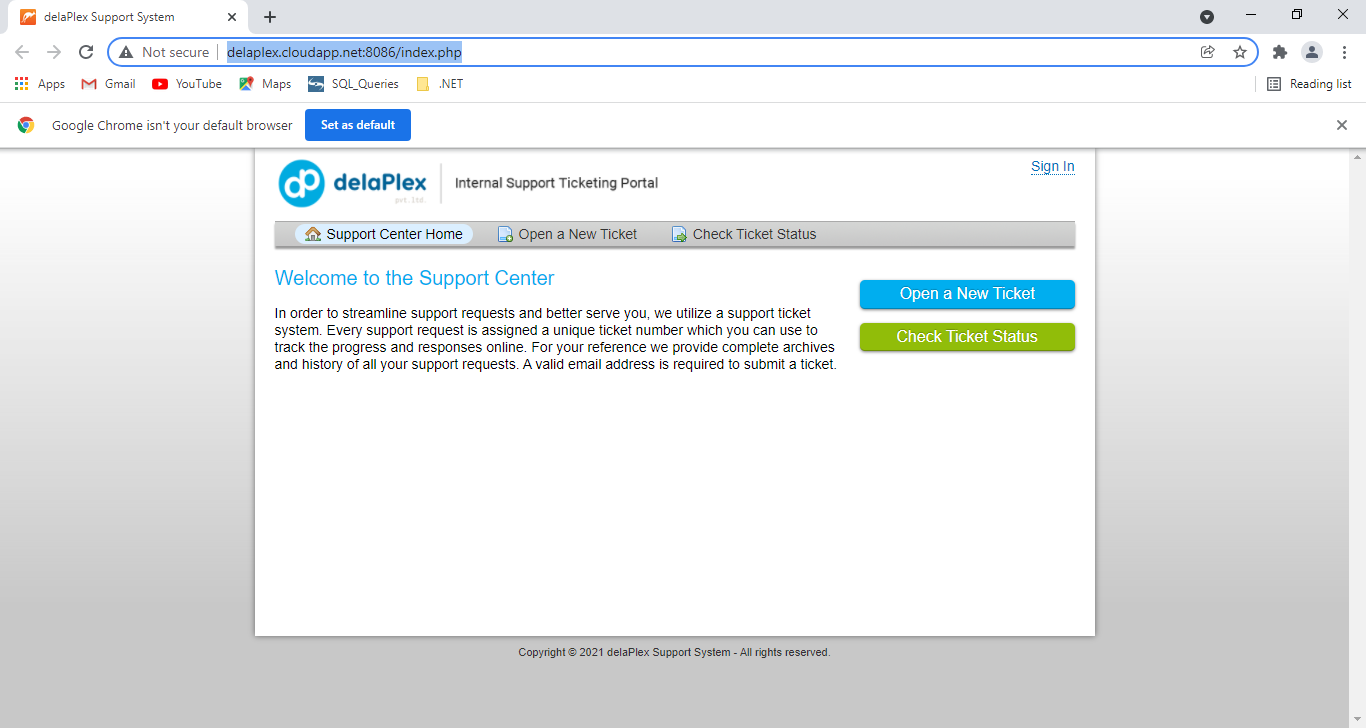 delaPlex Support System
Not secure
delaplex.cloudapp.net:8086/index.php
Apps
Gmail
YouTube
Maps
SQL_Queries
.NET
Reading list
Google Chrome isn't your default browser
Set as default
dp delaPlex
pvt.ltd.
Internal Support Ticketing Portal
Sign In
Support Center Home
Open a New Ticket
Check Ticket Status
Welcome to the Support Center
In order to streamline support requests and better serve you, we utilize a support ticket
system. Every support request is assigned a unique ticket number which you can use to
track the progress and responses online. For your reference we provide complete archives
and history of all your support requests. A valid email address is required to submit a ticket.
Open a New Ticket
Check Ticket Status
Copyright © 2021 delaPlex Support System - All rights reserved.